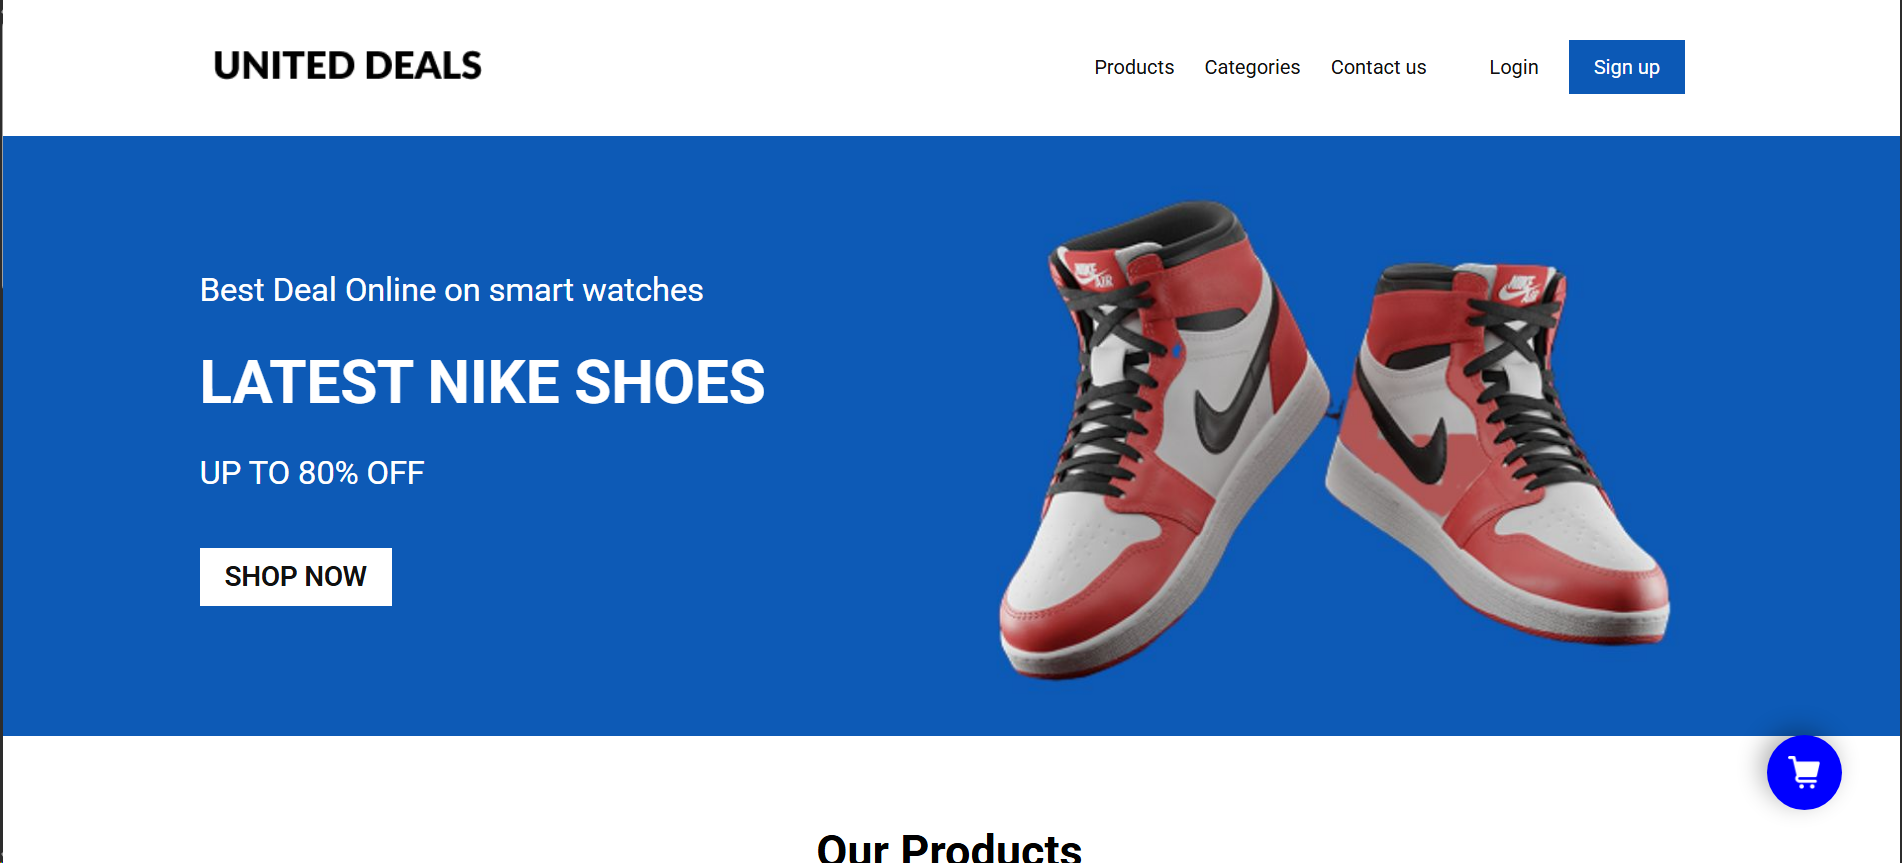 UNITED DEALS
Products Categories Contact us Login Sign up
Best Deal Online on smart watches
LATEST NIKE SHOES
UP TO 80% OFF
SHOP NOW
NIKE
AIR
NIKE
AIR
Our Products